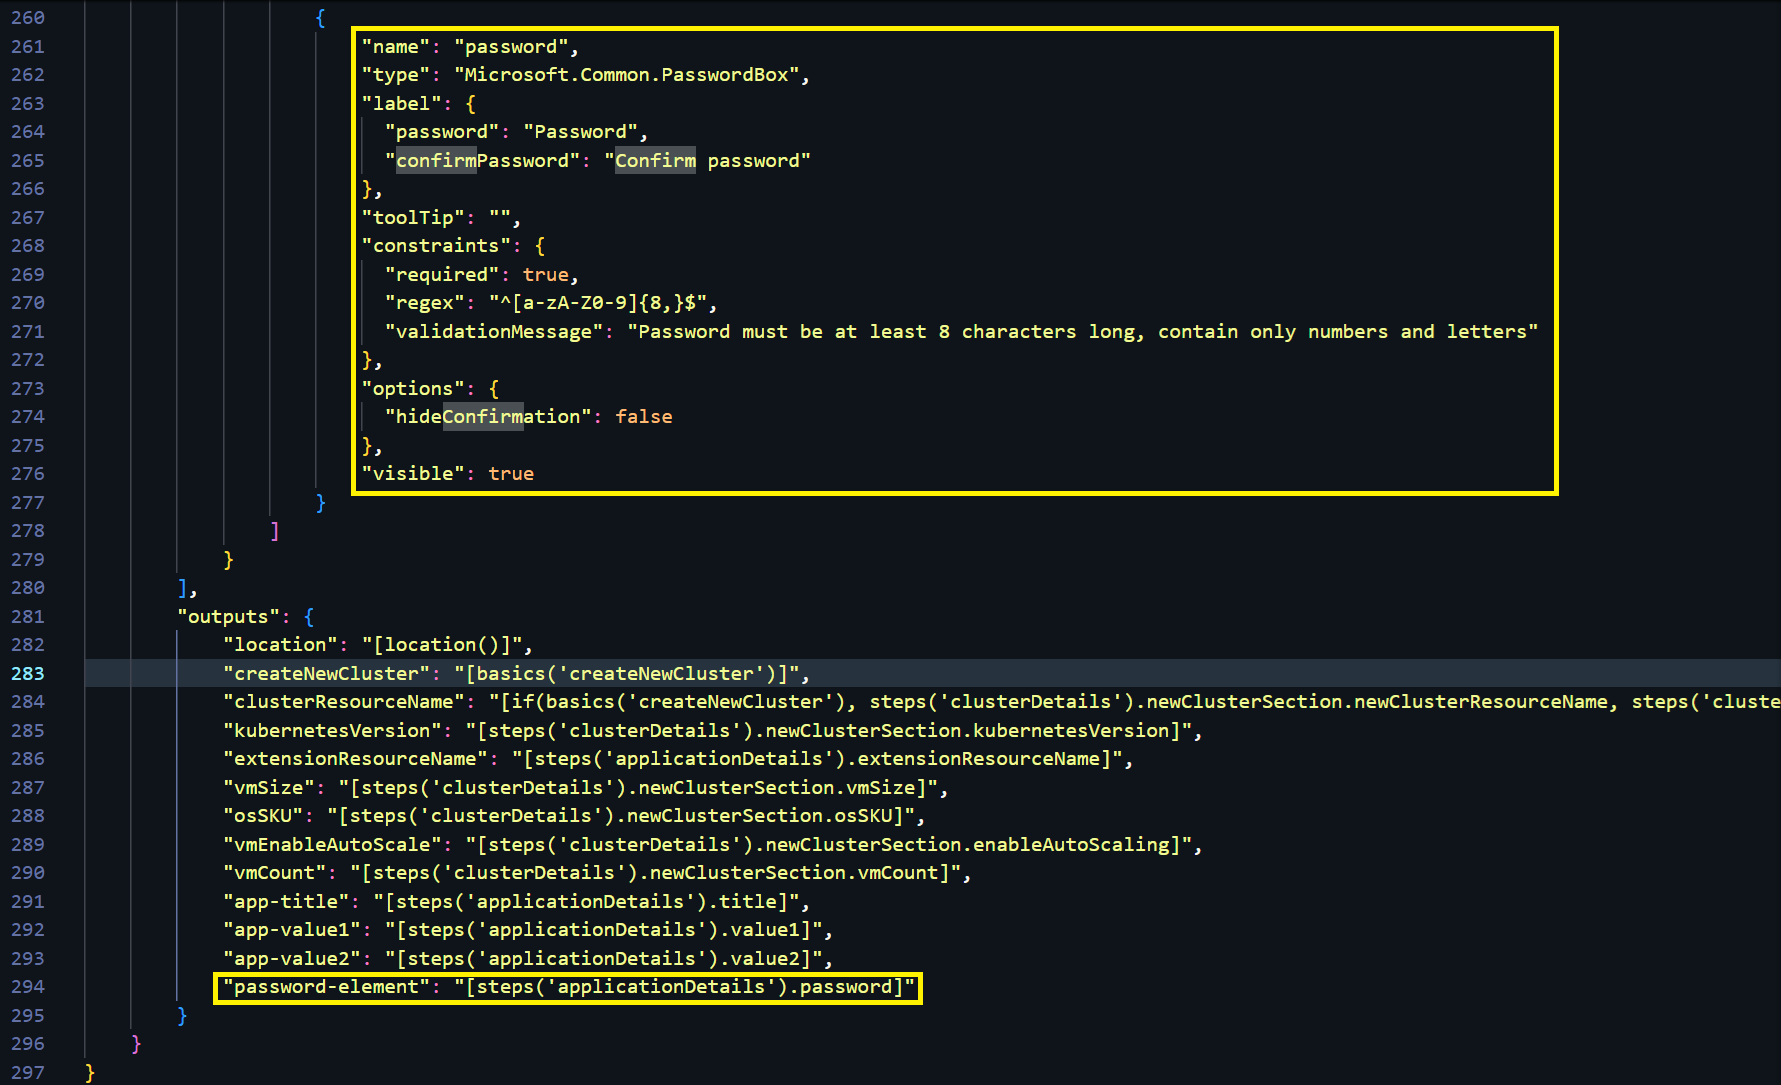 260 {
261 "name": "password",
262 "type": "Microsoft.Common.PasswordBox",
263 "label": {
264 "password": "Password",
265 "confirmPassword": "Confirm password"
266 },
267 "toolTip": "",
268 "constraints": {
269 "required": true,
270 "regex": "^[a-zA-Z0-9]{8,}$",
271 "validationMessage": "Password must be at least 8 characters long, contain only numbers and letters"
272 },
273 "options": {
274 "hideConfirmation": false
275 },
276 "visible": true
277 }
278 ]
279 }
280 ],
281 "outputs": {
282 "location": "[location()]",
283 "createNewCluster": "[basics('createNewCluster')]",
284 "clusterResourceName": "[if(basics('createNewCluster'), steps('clusterDetails').newClusterSection.newClusterResourceName, steps('cluste
285 "kubernetesVersion": "[steps('clusterDetails').newClusterSection.kubernetesVersion]",
286 "extensionResourceName": "[steps('applicationDetails').extensionResourceName]",
287 "vmSize": "[steps('clusterDetails').newClusterSection.vmSize]",
288 "osSKU": "[steps('clusterDetails').newClusterSection.osSKU]",
289 "vmEnableAutoScale": "[steps('clusterDetails').newClusterSection.enableAutoScaling]",
290 "vmCount": "[steps('clusterDetails').newClusterSection.vmCount]",
291 "app-title": "[steps('applicationDetails').title]",
292 "app-value1": "[steps('applicationDetails').value1]",
293 "app-value2": "[steps('applicationDetails').value2]",
294 "password-element": "[steps('applicationDetails').password]"
295 }
296 }
297 }